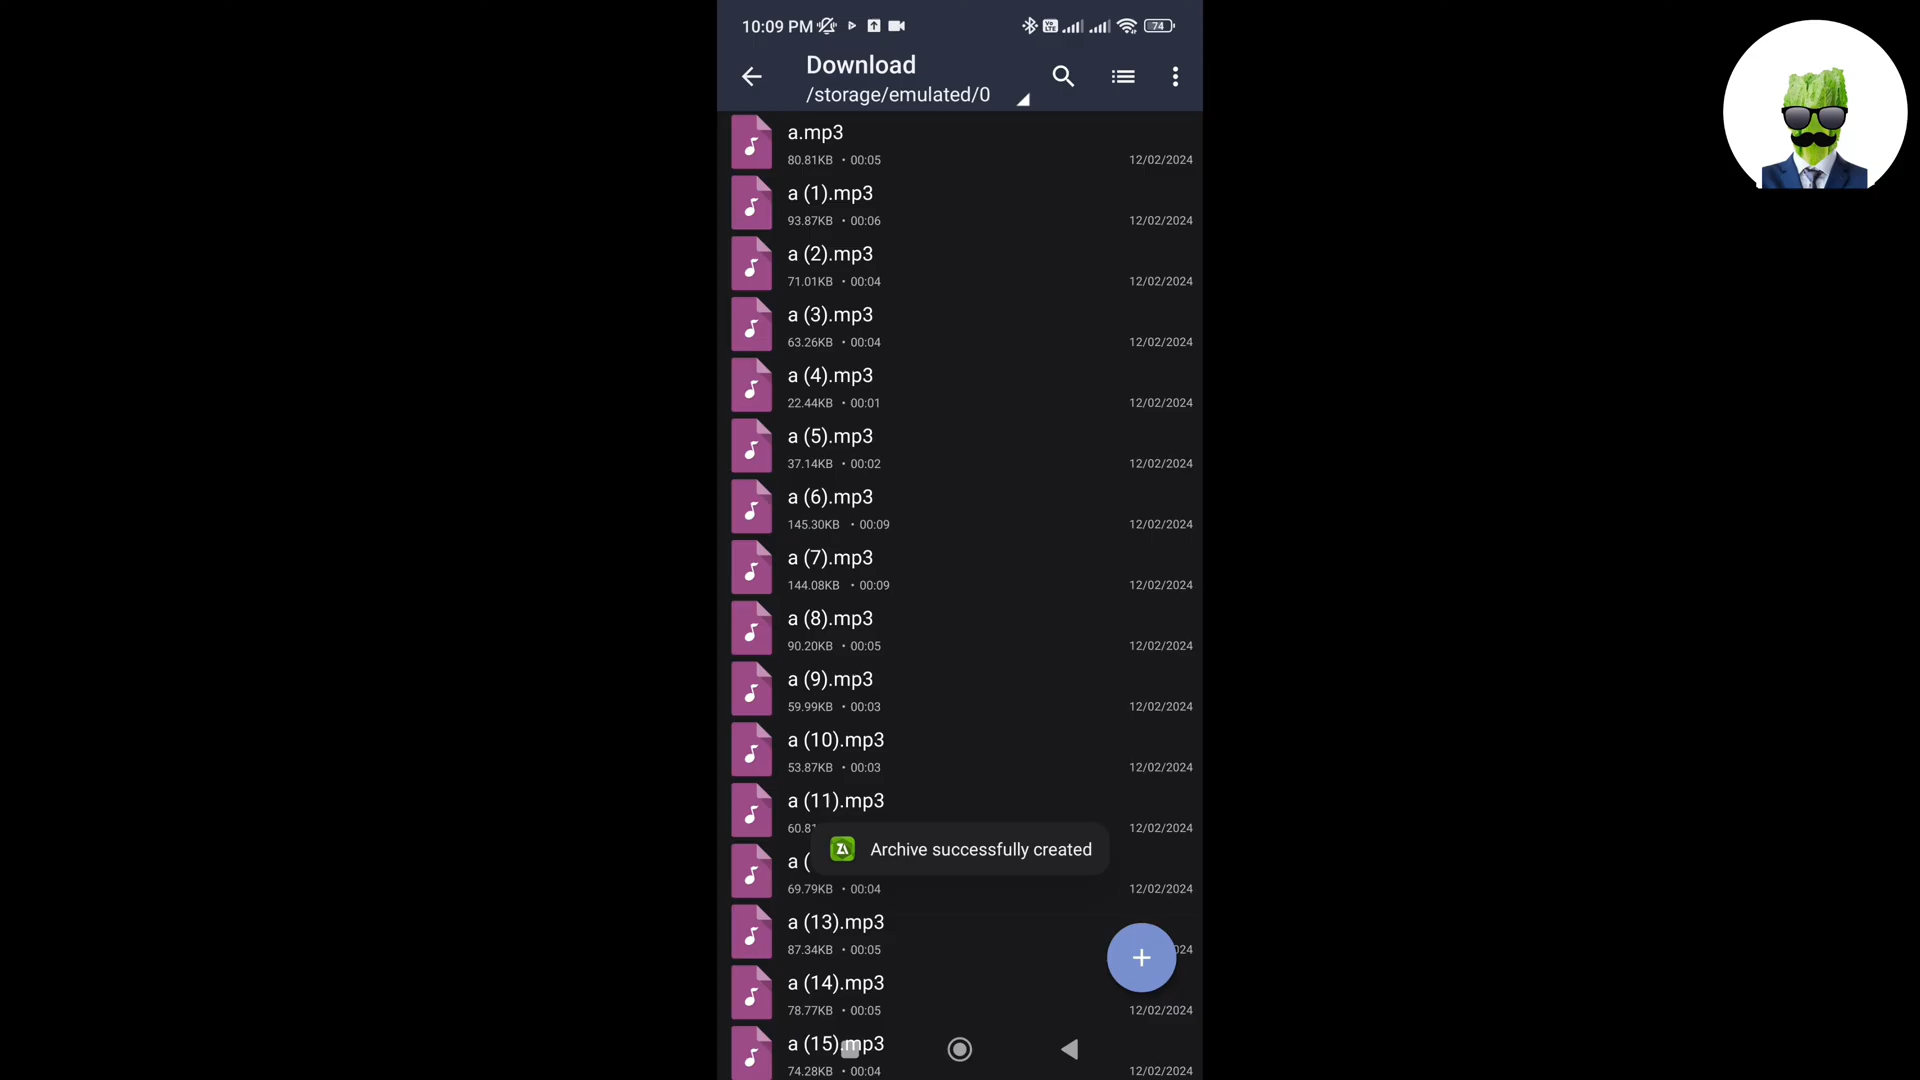 10:09 PM
74
Download
/storage/emulated/0
a.mp3
80.81KB • 00:05 12/02/2024
a (1).mp3
93.87KB • 00:06 12/02/2024
a (2).mp3
71.01KB • 00:04 12/02/2024
a (3).mp3
63.26KB • 00:04 12/02/2024
a (4).mp3
22.44KB • 00:01 12/02/2024
a (5).mp3
37.14KB • 00:02 12/02/2024
a (6).mp3
145.30KB • 00:09 12/02/2024
a (7).mp3
144.08KB • 00:09 12/02/2024
a (8).mp3
90.20KB • 00:05 12/02/2024
a (9).mp3
59.99KB • 00:03 12/02/2024
a (10).mp3
53.87KB • 00:03 12/02/2024
a (11).mp3
60.81 12/02/2024
ZA Archive successfully created
a (
69.79KB • 00:04 12/02/2024
a (13).mp3
87.34KB • 00:05 024
a (14).mp3
78.77KB • 00:05 12/02/2024
a (15).mp3
74.28KB • 00:04 12/02/2024